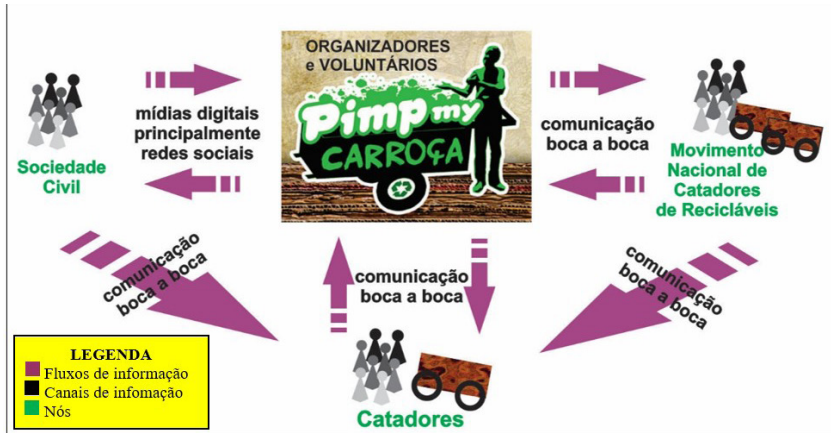 ORGANIZADORES
e VOLUNTÁRIOS
Pimp my
CARROÇA
mídias digitais
principalmente
redes sociais
Sociedade
Civil
comunicação
boca a boca
Movimento
Nacional de
Catadores
de Recicláveis
comunicação
boca a boca
comunicação
boca a boca
comunicação
boca a boca
Catadores
LEGENDA
Fluxos de informação
Canais de infomação
Nós